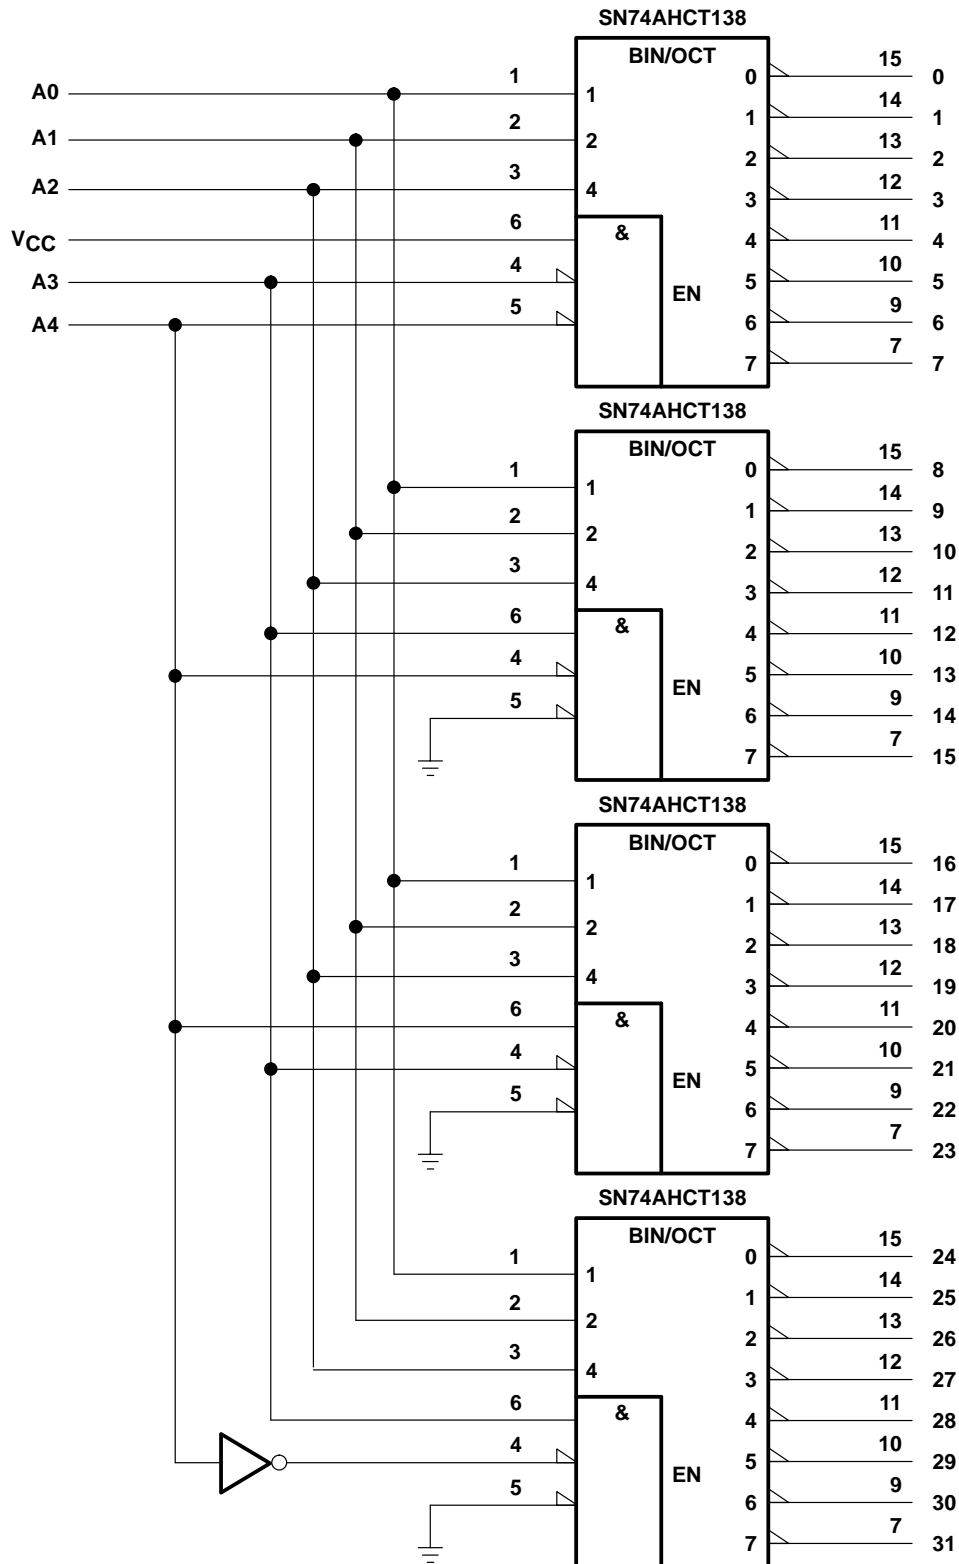 SN74AHCT138
BIN/OCT
A0 1 1 0 15 0
A1 2 2 1 14 1
A2 3 4 2 13 2
3 12 3
VCC 6 & 4 11 4
A3 4 5 10 5
EN
A4 5 6 9 6
7 7 7
SN74AHCT138
BIN/OCT
1 1 0 15 8
2 2 1 14 9
3 4 2 13 10
3 12 11
6 & 4 11 12
4 5 10 13
EN
5 6 9 14
7 7 15
SN74AHCT138
BIN/OCT
1 1 0 15 16
2 2 1 14 17
3 4 2 13 18
3 12 19
6 & 4 11 20
4 5 10 21
EN
5 6 9 22
7 7 23
SN74AHCT138
BIN/OCT
1 1 0 15 24
2 2 1 14 25
3 4 2 13 26
3 12 27
6 & 4 11 28
4 5 10 29
EN
5 6 9 30
7 7 31